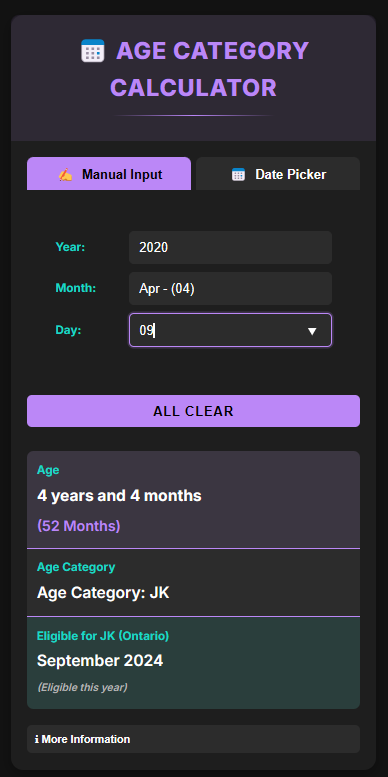 AGE CATEGORY
CALCULATOR
Manual Input
Date Picker
Year:
2020
Month:
Apr - (04)
Day:
09
ALL CLEAR
Age
4 years and 4 months
(52 Months)
Age Category
Age Category: JK
Eligible for JK (Ontario)
September 2024
(Eligible this year)
ℹ More Information